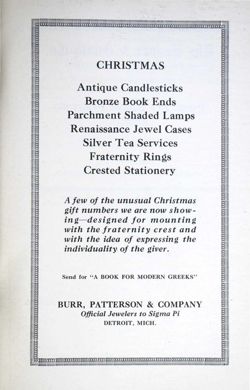 CHRISTMAS
Antique Candlesticks
Bronze Book Ends
Parchment Shaded Lamps
Renaissance Jewel Cases
Silver Tea Services
Fraternity Rings
Crested Stationery
A few of the unusual Christmas
gift numbers we are now show-
ing—designed for mounting
with the fraternity crest and
with the idea of expressing the
individuality of the giver.
Send for "A BOOK FOR MODERN GREEKS"
BURR, PATTERSON & COMPANY
Official Jewelers to Sigma Pi
DETROIT, MICH.